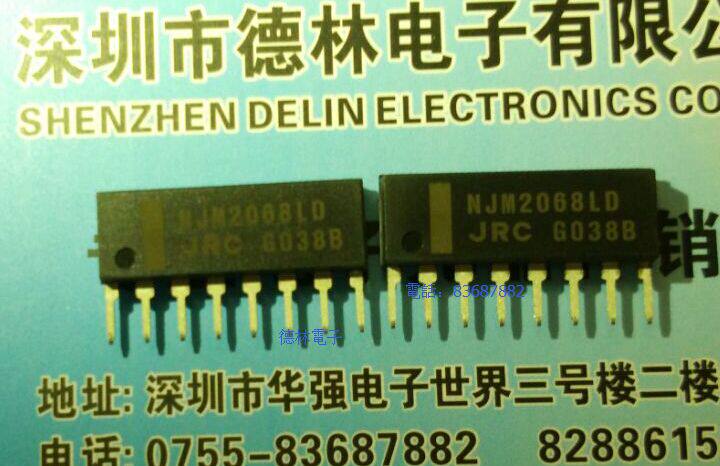 深圳市德林电子有限公
SHENZHEN DELIN ELECTRONICS CO
NJM2068LD
JRC G038B
NJM2068LD
JRC G038B
销
電話：83687882
德林電子
地址: 深圳市华强电子世界三号楼二楼
电话: 0755-83687882 8288615